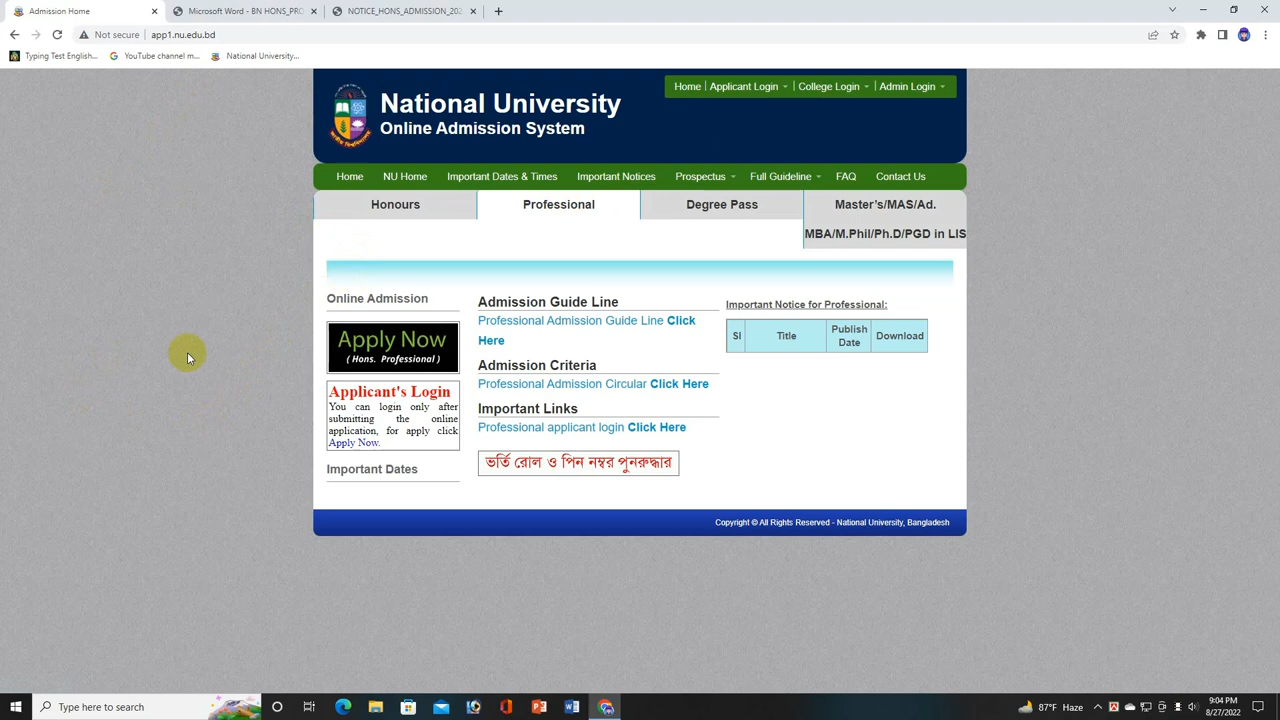 Admission Home
Microsoft Word - BN HONS_PRO
NOTICE_HONS_ADMISSION_202
Not secure
app1.nu.edu.bd
Typing Test English...
YouTube channel m...
National University...
Home
Applicant Login
College Login
Admin Login
National University
Online Admission System
Home
NU Home
Important Dates & Times
Important Notices
Prospectus
Full Guideline
FAQ
Contact Us
Honours
Professional
Degree Pass
Master's/MAS/Ad.
MBA/M.Phil/Ph.D/PGD in LIS
Online Admission
Apply Now
( Hons. Professional )
Applicant's Login
You can login only after
submitting the online
application, for apply click
Apply Now.
Important Dates
Admission Guide Line
Professional Admission Guide Line Click
Here
Admission Criteria
Professional Admission Circular Click Here
Important Links
Professional applicant login Click Here
ভর্তি রোল ও পিন নম্বর পুনরুদ্ধার
Important Notice for Professional:
Sl
Title
Publish
Date
Download
Copyright © All Rights Reserved - National University, Bangladesh
Type here to search
87°F Haze
9:04 PM
8/27/2022